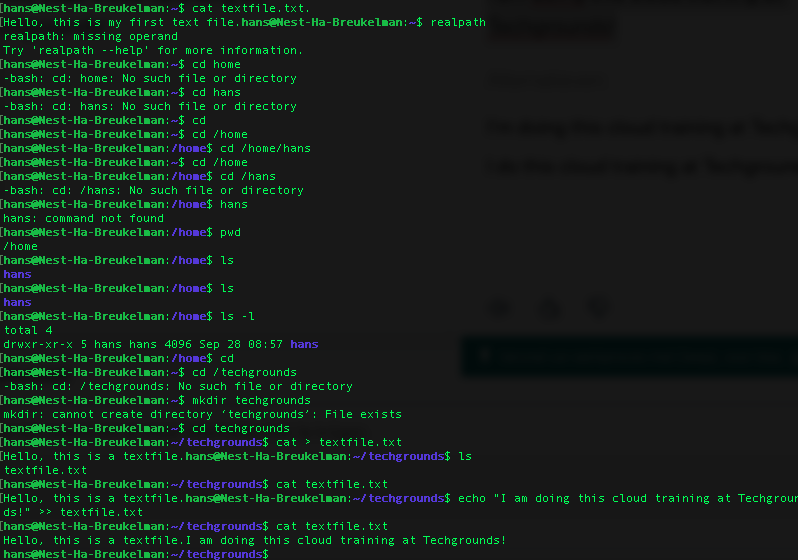 [hans@Nest-Ha-Breukelman:~$ cat textfile.txt.
[Hello, this is my first text file.hans@Nest-Ha-Breukelman:~$ realpath
realpath: missing operand
Try 'realpath --help' for more information.
[hans@Nest-Ha-Breukelman:~$ cd home
-bash: cd: home: No such file or directory
[hans@Nest-Ha-Breukelman:~$ cd hans
-bash: cd: hans: No such file or directory
[hans@Nest-Ha-Breukelman:~$ cd
[hans@Nest-Ha-Breukelman:~$ cd /home
[hans@Nest-Ha-Breukelman:/home$ cd /home/hans
[hans@Nest-Ha-Breukelman:~$ cd /home
[hans@Nest-Ha-Breukelman:/home$ cd /hans
-bash: cd: /hans: No such file or directory
[hans@Nest-Ha-Breukelman:/home$ hans
hans: command not found
[hans@Nest-Ha-Breukelman:/home$ pwd
/home
[hans@Nest-Ha-Breukelman:/home$ ls
hans
[hans@Nest-Ha-Breukelman:/home$ ls
hans
[hans@Nest-Ha-Breukelman:/home$ ls -l
total 4
drwxr-xr-x 5 hans hans 4096 Sep 28 08:57 hans
[hans@Nest-Ha-Breukelman:/home$ cd
[hans@Nest-Ha-Breukelman:~$ cd /techgrounds
-bash: cd: /techgrounds: No such file or directory
[hans@Nest-Ha-Breukelman:~$ mkdir techgrounds
mkdir: cannot create directory ‘techgrounds’: File exists
[hans@Nest-Ha-Breukelman:~$ cd techgrounds
[hans@Nest-Ha-Breukelman:~/techgrounds$ cat > textfile.txt
[Hello, this is a textfile.hans@Nest-Ha-Breukelman:~/techgrounds$ ls
textfile.txt
[hans@Nest-Ha-Breukelman:~/techgrounds$ cat textfile.txt
[Hello, this is a textfile.hans@Nest-Ha-Breukelman:~/techgrounds$ echo "I am doing this cloud training at Techgroun
ds!" >> textfile.txt
[hans@Nest-Ha-Breukelman:~/techgrounds$ cat textfile.txt
Hello, this is a textfile.I am doing this cloud training at Techgrounds!
hans@Nest-Ha-Breukelman:~/techgrounds$